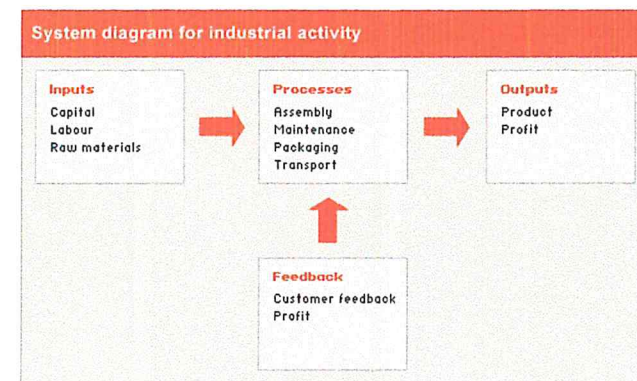 System diagram for industrial activity
Inputs
Capital
Labour
Raw materials
Processes
Assembly
Maintenance
Packaging
Transport
Outputs
Product
Profit
Feedback
Customer feedback
Profit